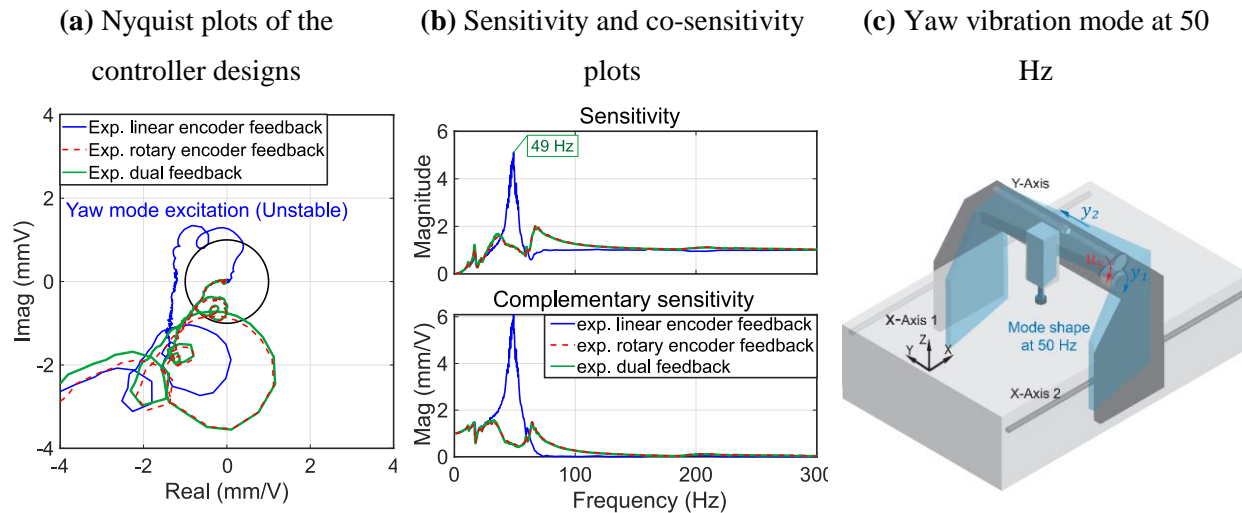 (a) Nyquist plots of the
controller designs
(b) Sensitivity and co-sensitivity
plots
(c) Yaw vibration mode at 50
Hz
4
2
0
-2
-4
Imag (mmV)
Exp. linear encoder feedback
Exp. rotary encoder feedback
Exp. dual feedback
Yaw mode excitation (Unstable)
-4
-2
0
2
4
Real (mm/V)
Sensitivity
6
4
2
0
Magnitude
49 Hz
Complementary sensitivity
6
4
2
0
Mag (mm/V)
exp. linear encoder feedback
exp. rotary encoder feedback
exp. dual feedback
0
100
200
300
Frequency (Hz)
Y-Axis
y₂
y₁
X-Axis 1
Z
Y
X
Mode shape
at 50 Hz
X-Axis 2